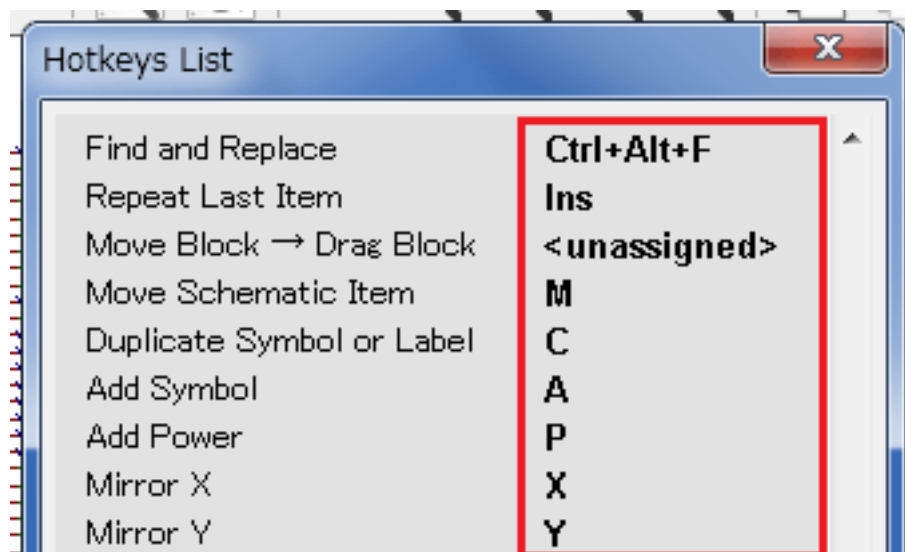 Hotkeys List
Find and Replace Ctrl+Alt+F
Repeat Last Item Ins
Move Block → Drag Block <unassigned>
Move Schematic Item M
Duplicate Symbol or Label C
Add Symbol A
Add Power P
Mirror X X
Mirror Y Y